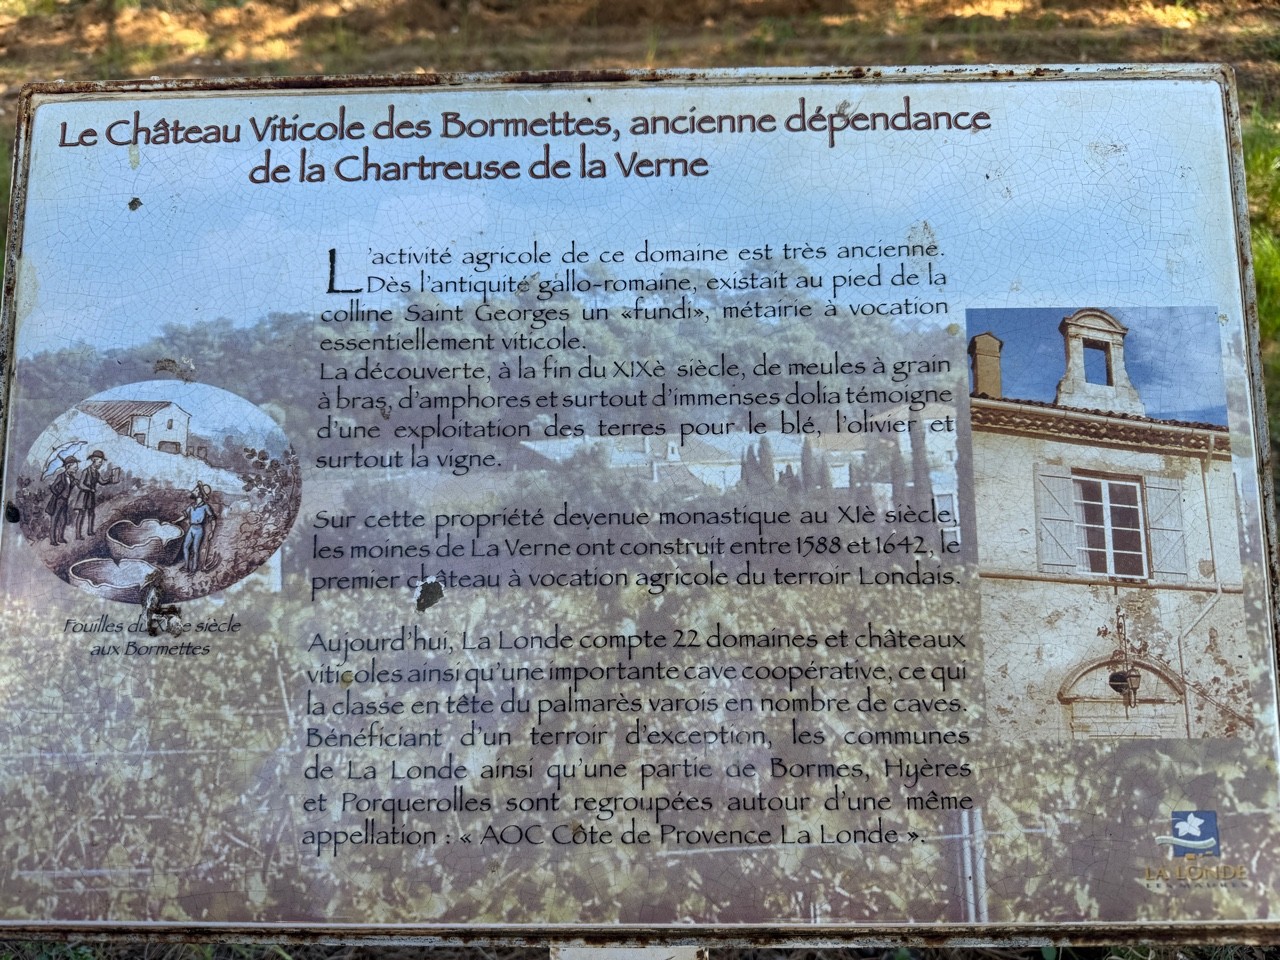 Le Château Viticole des Bormettes, ancienne dépendance
de la Chartreuse de la Verne
L'activité agricole de ce domaine est très ancienne.
Dès l'antiquité gallo-romaine, existait au pied de la
colline Saint Georges un «fundi», métairie à vocation
essentiellement viticole.
La découverte, à la fin du XIXè siècle, de meules à grain
à bras, d'amphores et surtout d'immenses dolia témoigne
d'une exploitation des terres pour le blé, l'olivier et
surtout la vigne.
Sur cette propriété devenue monastique au XIè siècle,
les moines de La Verne ont construit entre 1588 et 1642, le
premier château à vocation agricole du terroir Londais.
Aujourd'hui, La Londe compte 22 domaines et châteaux
viticoles ainsi qu'une importante cave coopérative, ce qui
la classe en tête du palmarès varois en nombre de caves.
Bénéficiant d'un terroir d'exception, les communes
de La Londe ainsi qu'une partie de Bormes, Hyères
et Porquerolles sont regroupées autour d'une même
appellation : « AOC Côte de Provence La Londe ».
Fouilles du siècle
aux Bormettes
LA LONDE
LES MAURES